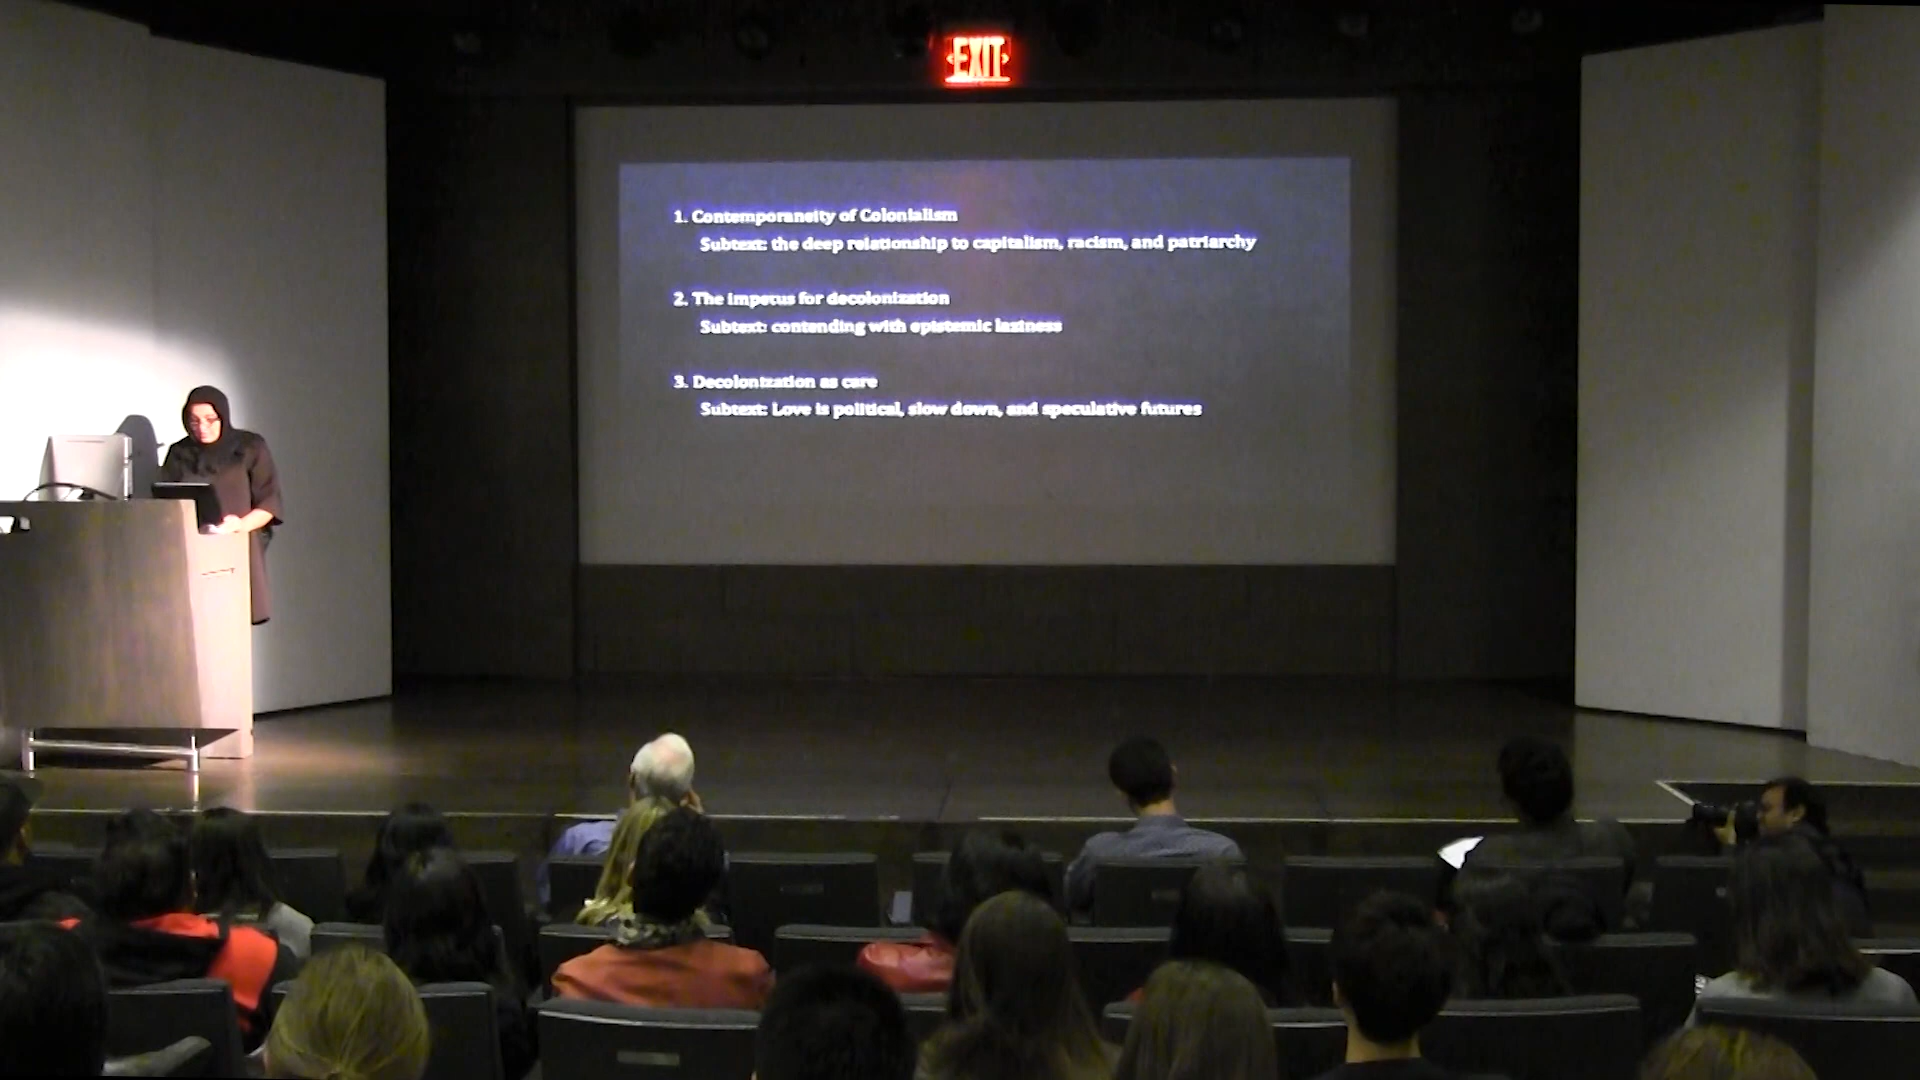 EXIT
1. Contemporaneity of Colonialism
Subtext: the deep relationship to capitalism, racism, and patriarchy
2. The impetus for decolonization
Subtext: contending with epistemic laziness
3. Decolonization as care
Subtext: Love is political, slow down, and speculative futures